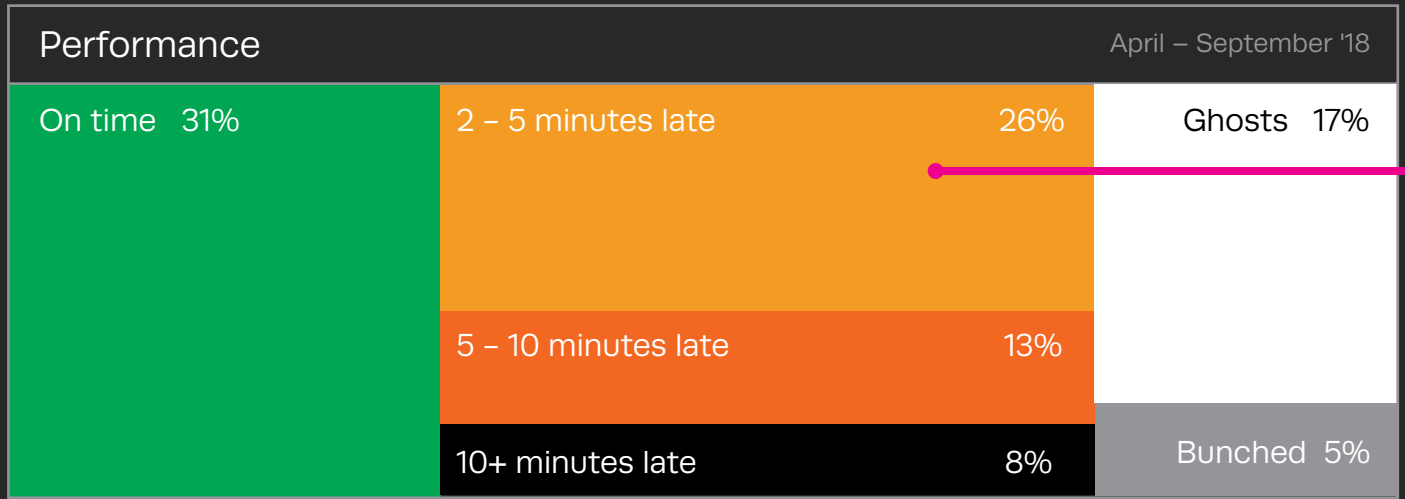 Performance April – September '18
On time 31%
2 – 5 minutes late 26%
Ghosts 17%
5 – 10 minutes late 13%
10+ minutes late 8%
Bunched 5%